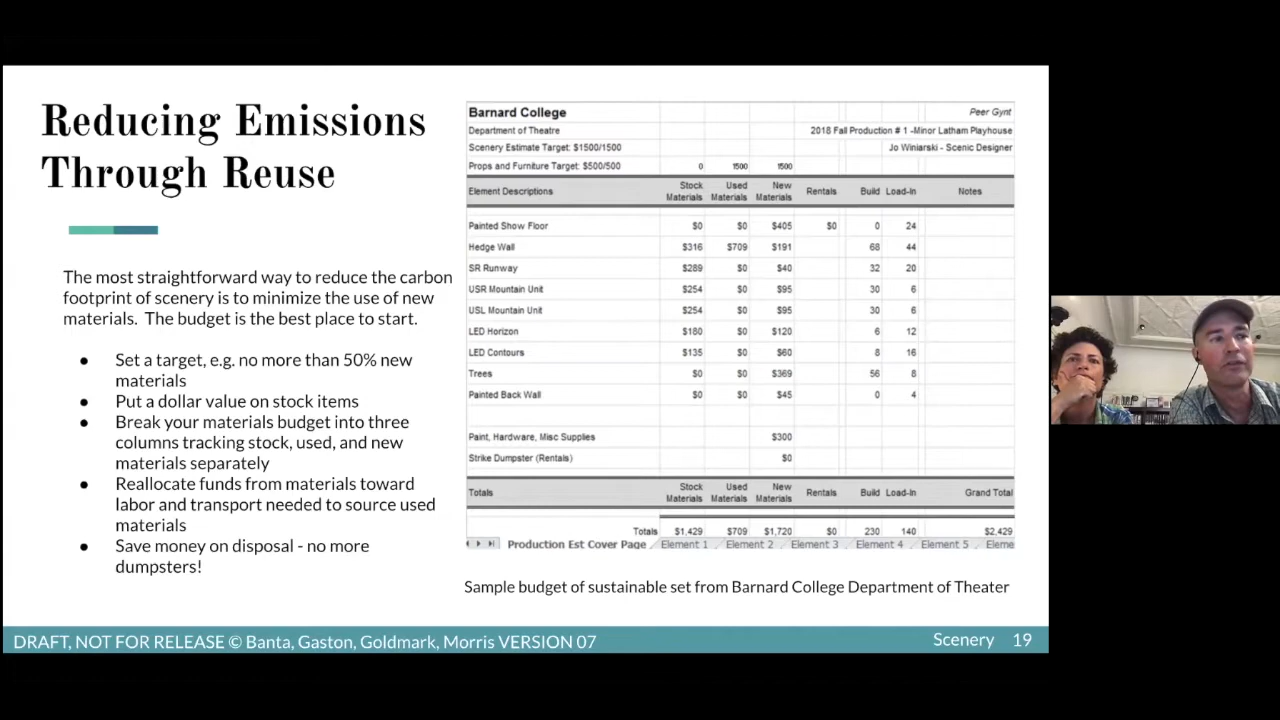 Reducing Emissions
Through Reuse
The most straightforward way to reduce the carbon
footprint of scenery is to minimize the use of new
materials. The budget is the best place to start.
● Set a target, e.g. no more than 50% new
materials
● Put a dollar value on stock items
● Break your materials budget into three
columns tracking stock, used, and new
materials separately
● Reallocate funds from materials toward
labor and transport needed to source used
materials
● Save money on disposal - no more
dumpsters!
Barnard College Peer Gynt
Department of Theatre 2018 Fall Production # 1 -Minor Latham Playhouse
Scenery Estimate Target: $1500/1500 Jo Winiarski - Scenic Designer
Props and Furniture Target: $500/500 0 1500 1500
Element Descriptions Stock Materials Used Materials New Materials Rentals Build Load-In Notes
Painted Show Floor $0 $0 $405 $0 0 24
Hedge Wall $316 $709 $191 68 44
SR Runway $289 $0 $40 32 20
USR Mountain Unit $254 $0 $95 30 6
USL Mountain Unit $254 $0 $95 30 6
LED Horizon $180 $0 $120 6 12
LED Contours $135 $0 $60 8 16
Trees $0 $0 $369 56 8
Painted Back Wall $0 $0 $45 0 4
Paint, Hardware, Misc Supplies $300
Strike Dumpster (Rentals) $0
Totals Stock Materials Used Materials New Materials Rentals Build Load-In Grand Total
Totals $1,429 $709 $1,720 $0 230 140 $2,429
Production Est Cover Page Element 1 Element 2 Element 3 Element 4 Element 5 Eleme
Sample budget of sustainable set from Barnard College Department of Theater
DRAFT, NOT FOR RELEASE © Banta, Gaston, Goldmark, Morris VERSION 07
Scenery 19